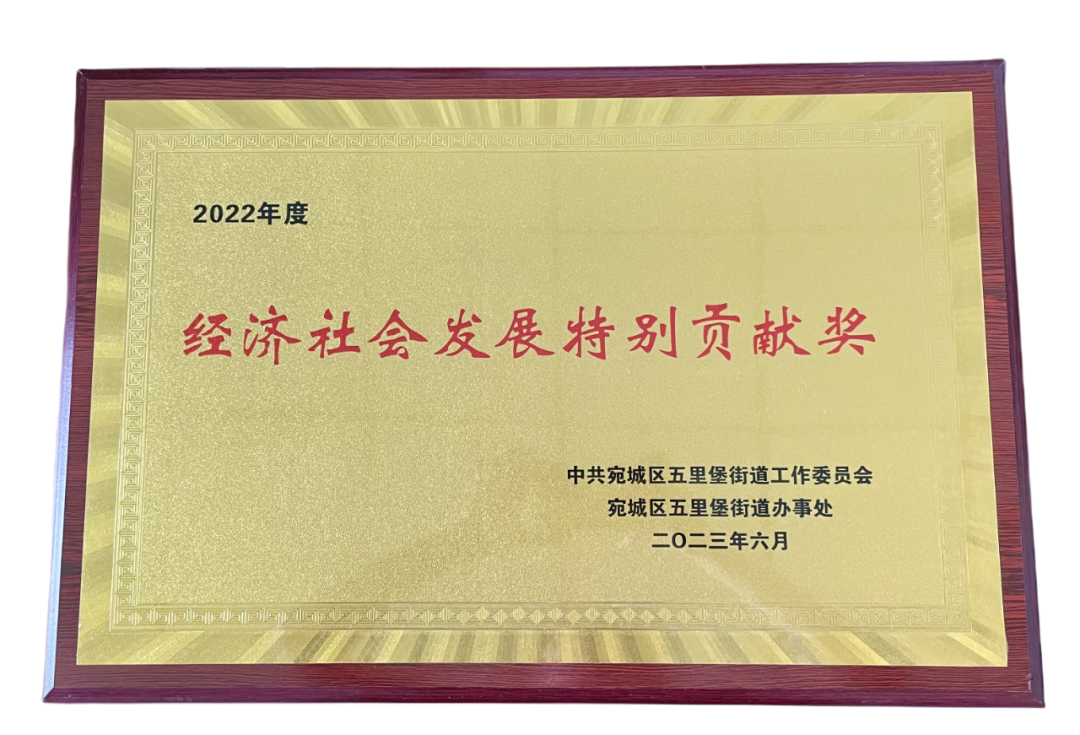 2022年度
经济社会发展特别贡献奖
中共宛城区五里堡街道工作委员会
宛城区五里堡街道办事处
二〇二三年六月